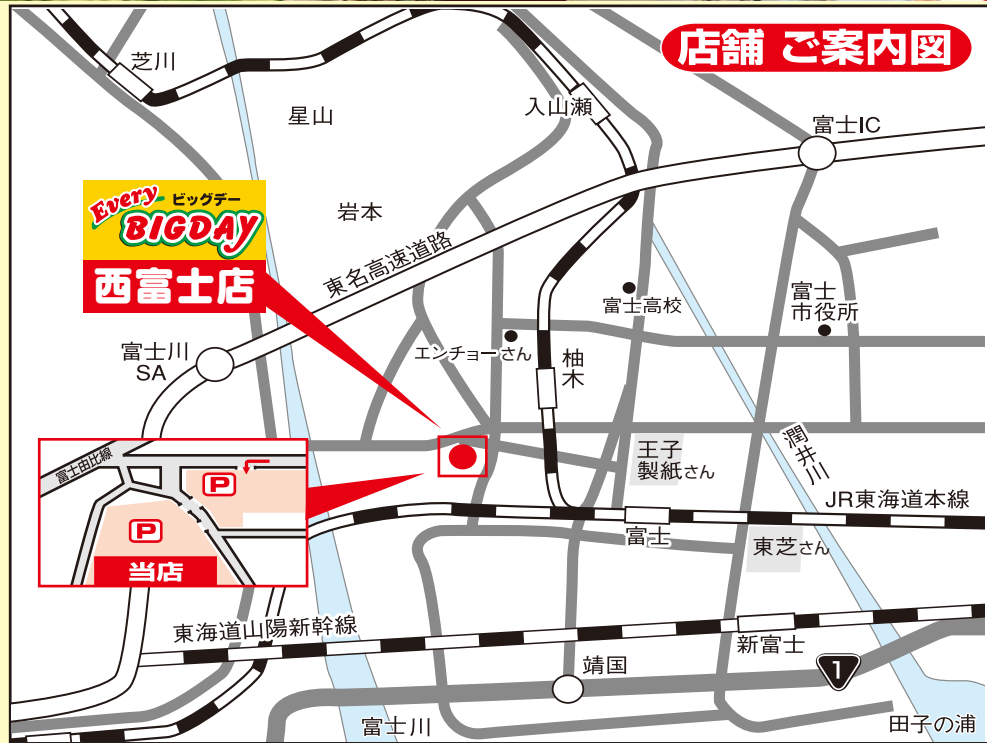 店舗 ご案内図
芝川
星山
入山瀬
富士IC
Every ビッグデー
BIGDAY
西富士店
岩本
東名高速道路
富士高校
富士
市役所
富士川
SA
エンチョーさん
柚
木
富士由比線
P
P
当店
王子
製紙さん
潤
井
川
JR東海道本線
富士
東芝さん
東海道山陽新幹線
新富士
靖国
1
富士川
田子の浦